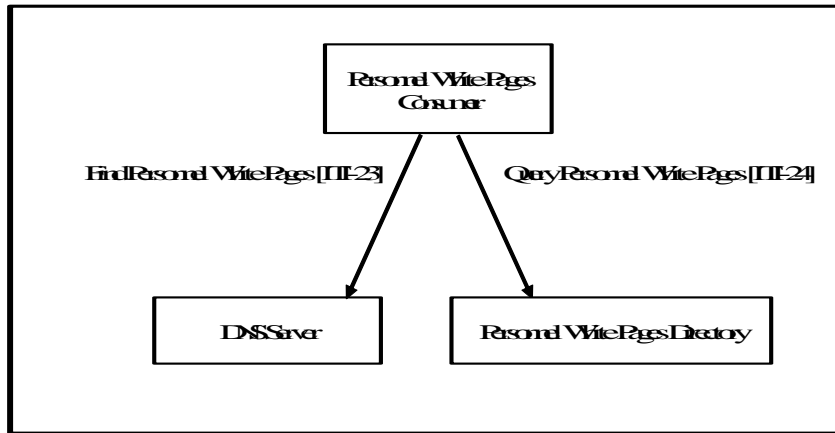 Personnel White Pages
Consumer
Find Personnel White Pages [ITI-23]
Query Personnel White Pages [ITI-24]
DNS Server
Personnel White Pages Directory